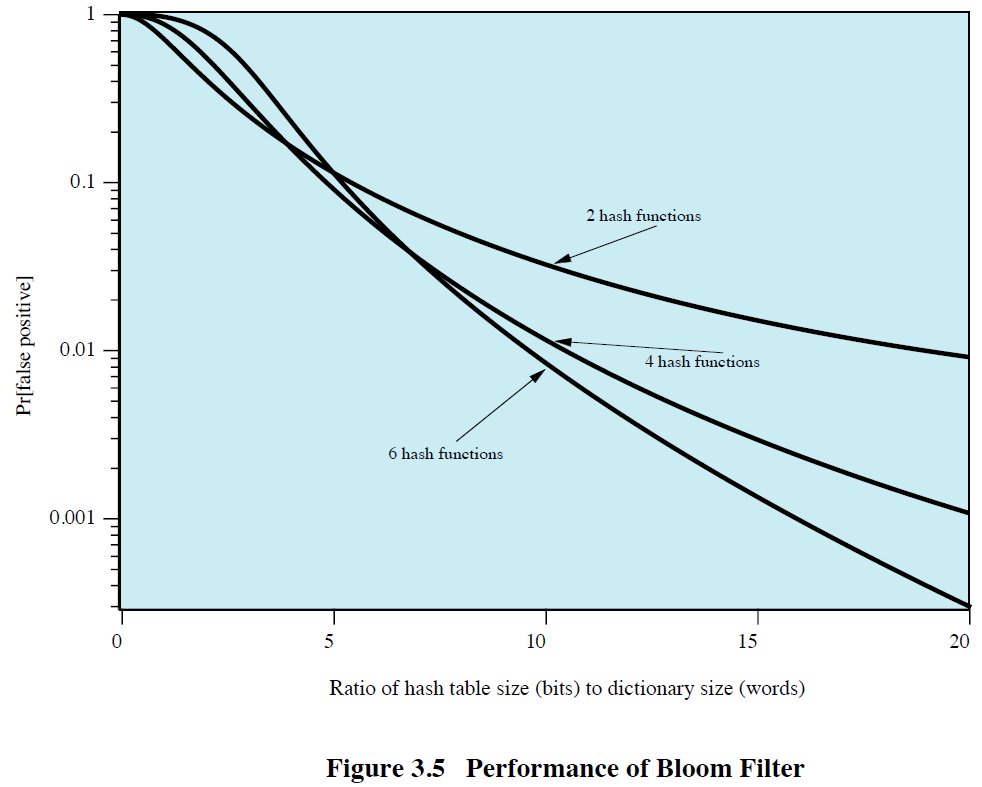 1
0.1
0.01
0.001
Pr[false positive]
2 hash functions
4 hash functions
6 hash functions
0 5 10 15 20
Ratio of hash table size (bits) to dictionary size (words)
Figure 3.5 Performance of Bloom Filter